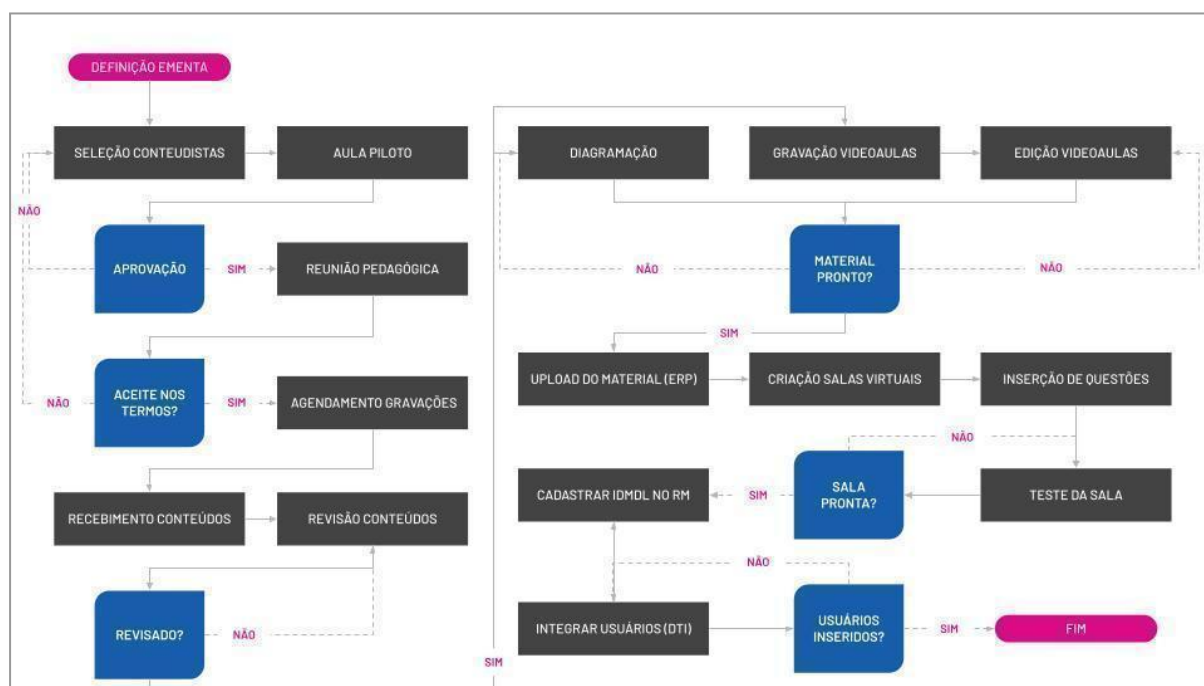 DEFINIÇÃO EMENTA
SELEÇÃO CONTEUDISTAS
AULA PILOTO
NÃO
APROVAÇÃO
SIM
REUNIÃO PEDAGÓGICA
NÃO
ACEITE NOS
TERMOS?
SIM
AGENDAMENTO GRAVAÇÕES
RECEBIMENTO CONTEÚDOS
REVISÃO CONTEÚDOS
REVISADO?
NÃO
SIM
DIAGRAMAÇÃO
GRAVAÇÃO VIDEOAULAS
EDIÇÃO VIDEOAULAS
NÃO
MATERIAL
PRONTO?
NÃO
SIM
UPLOAD DO MATERIAL (ERP)
CRIAÇÃO SALAS VIRTUAIS
INSERÇÃO DE QUESTÕES
NÃO
CADASTRAR IDMDL NO RM
SIM
SALA
PRONTA?
TESTE DA SALA
NÃO
INTEGRAR USUÁRIOS (DTI)
USUÁRIOS
INSERIDOS?
SIM
FIM